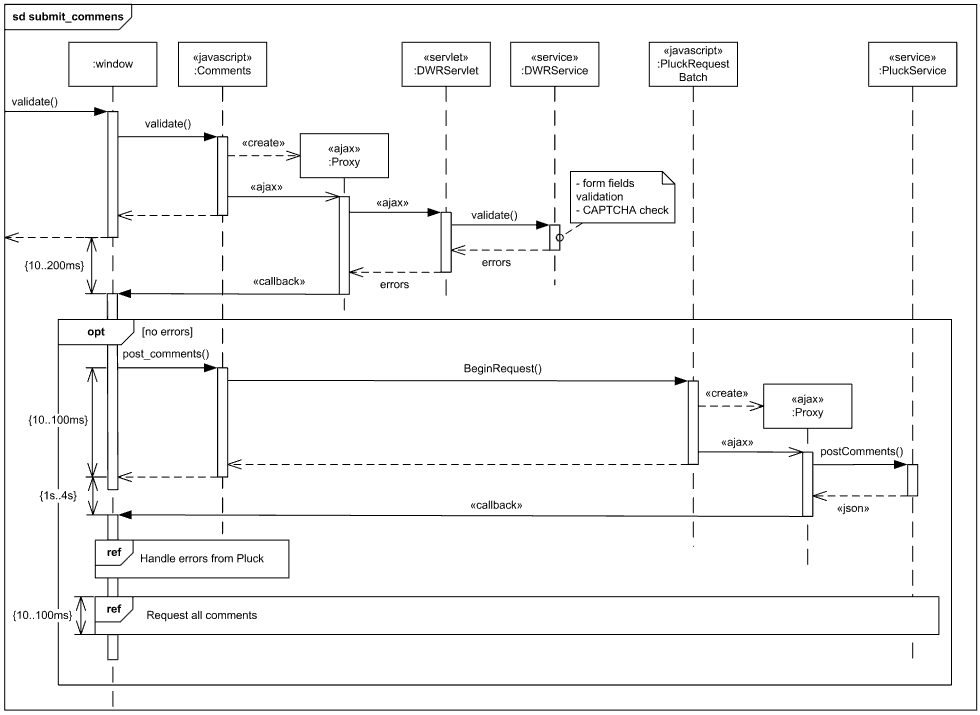 sd submit_commens
:window
«javascript»
:Comments
«servlet»
:DWRServlet
«service»
:DWRService
«javascript»
:PluckRequest
Batch
«service»
:PluckService
validate()
validate()
«create»
«ajax»
:Proxy
«ajax»
«ajax»
validate()
- form fields
validation
- CAPTCHA check
errors
errors
{10..200ms}
«callback»
opt
[no errors]
post_comments()
BeginRequest()
«create»
«ajax»
:Proxy
{10..100ms}
«ajax»
postComments()
{1s..4s}
«callback»
«json»
ref
Handle errors from Pluck
{10..100ms}
ref
Request all comments